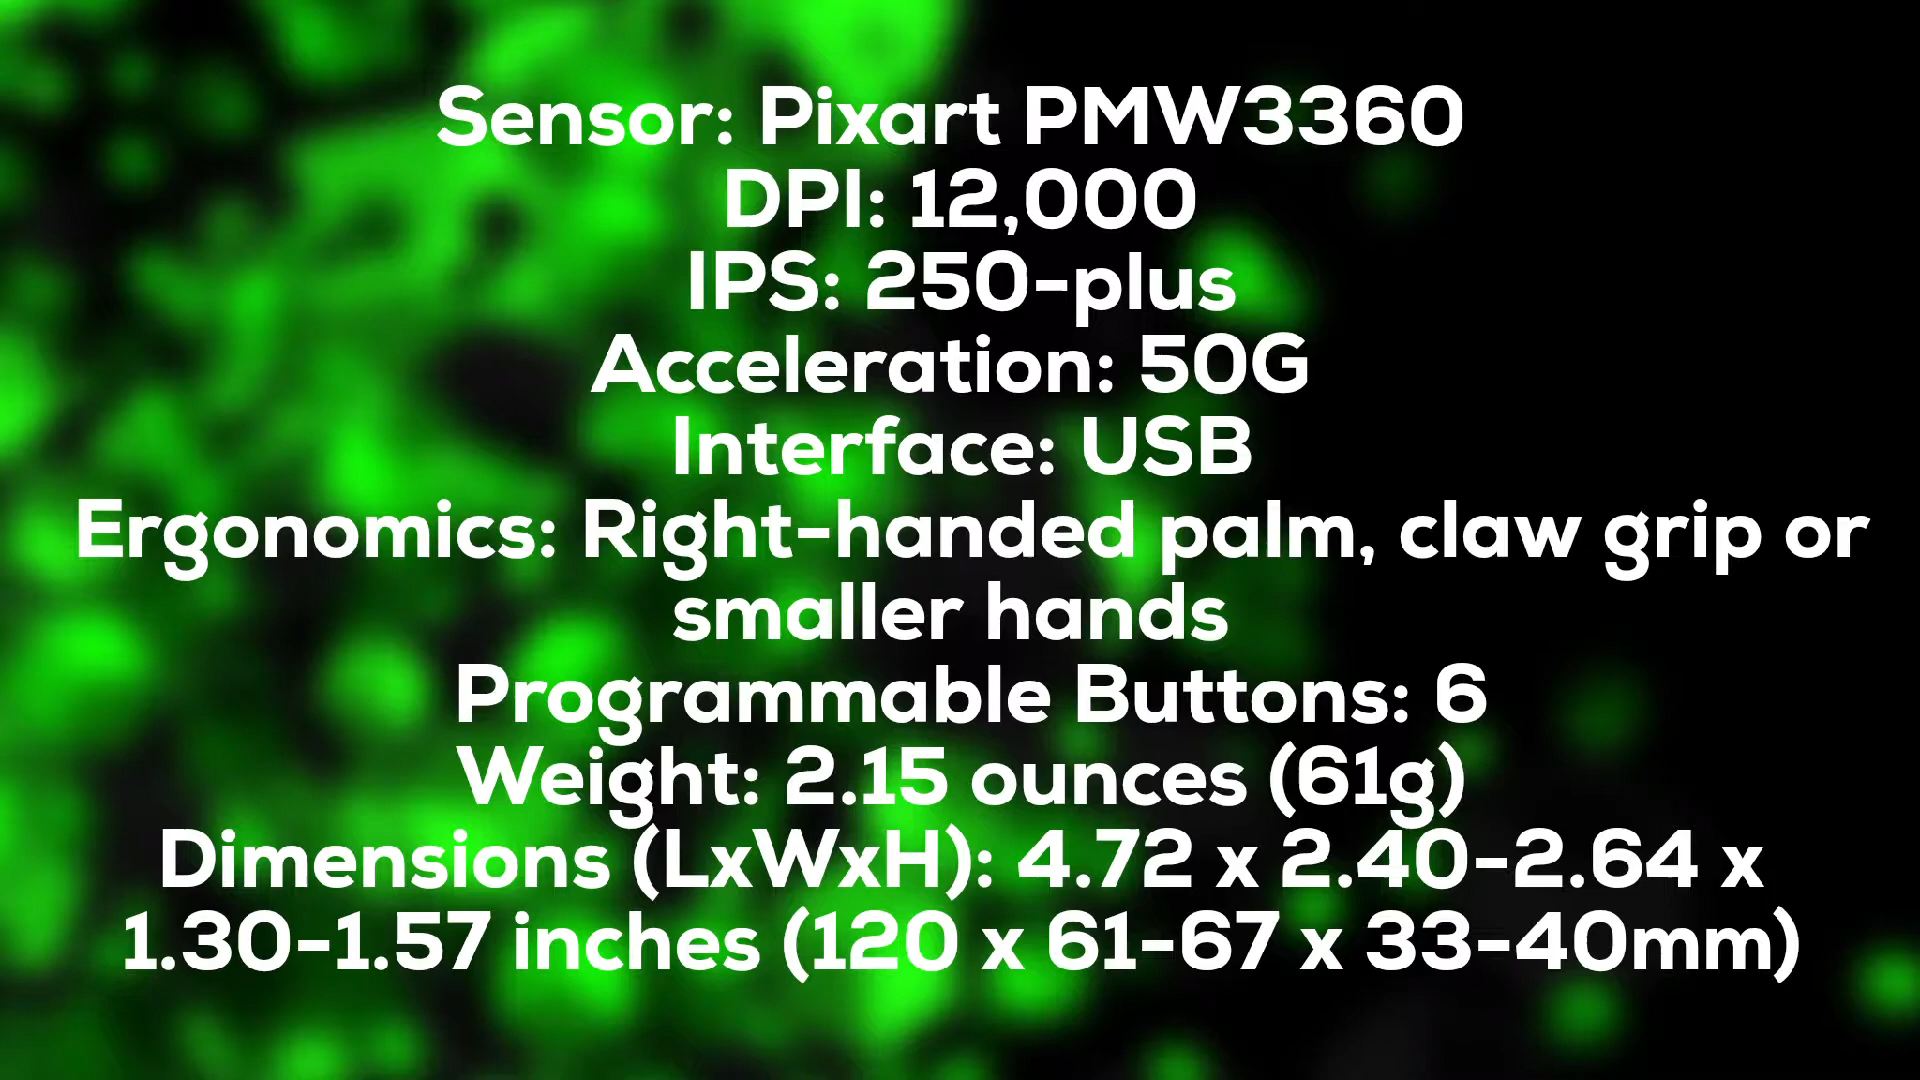 Sensor: Pixart PMW3360
DPI: 12,000
IPS: 250-plus
Acceleration: 50G
Interface: USB
Ergonomics: Right-handed palm, claw grip or
smaller hands
Programmable Buttons: 6
Weight: 2.15 ounces (61g)
Dimensions (LxWxH): 4.72 x 2.40-2.64 x
1.30-1.57 inches (120 x 61-67 x 33-40mm)